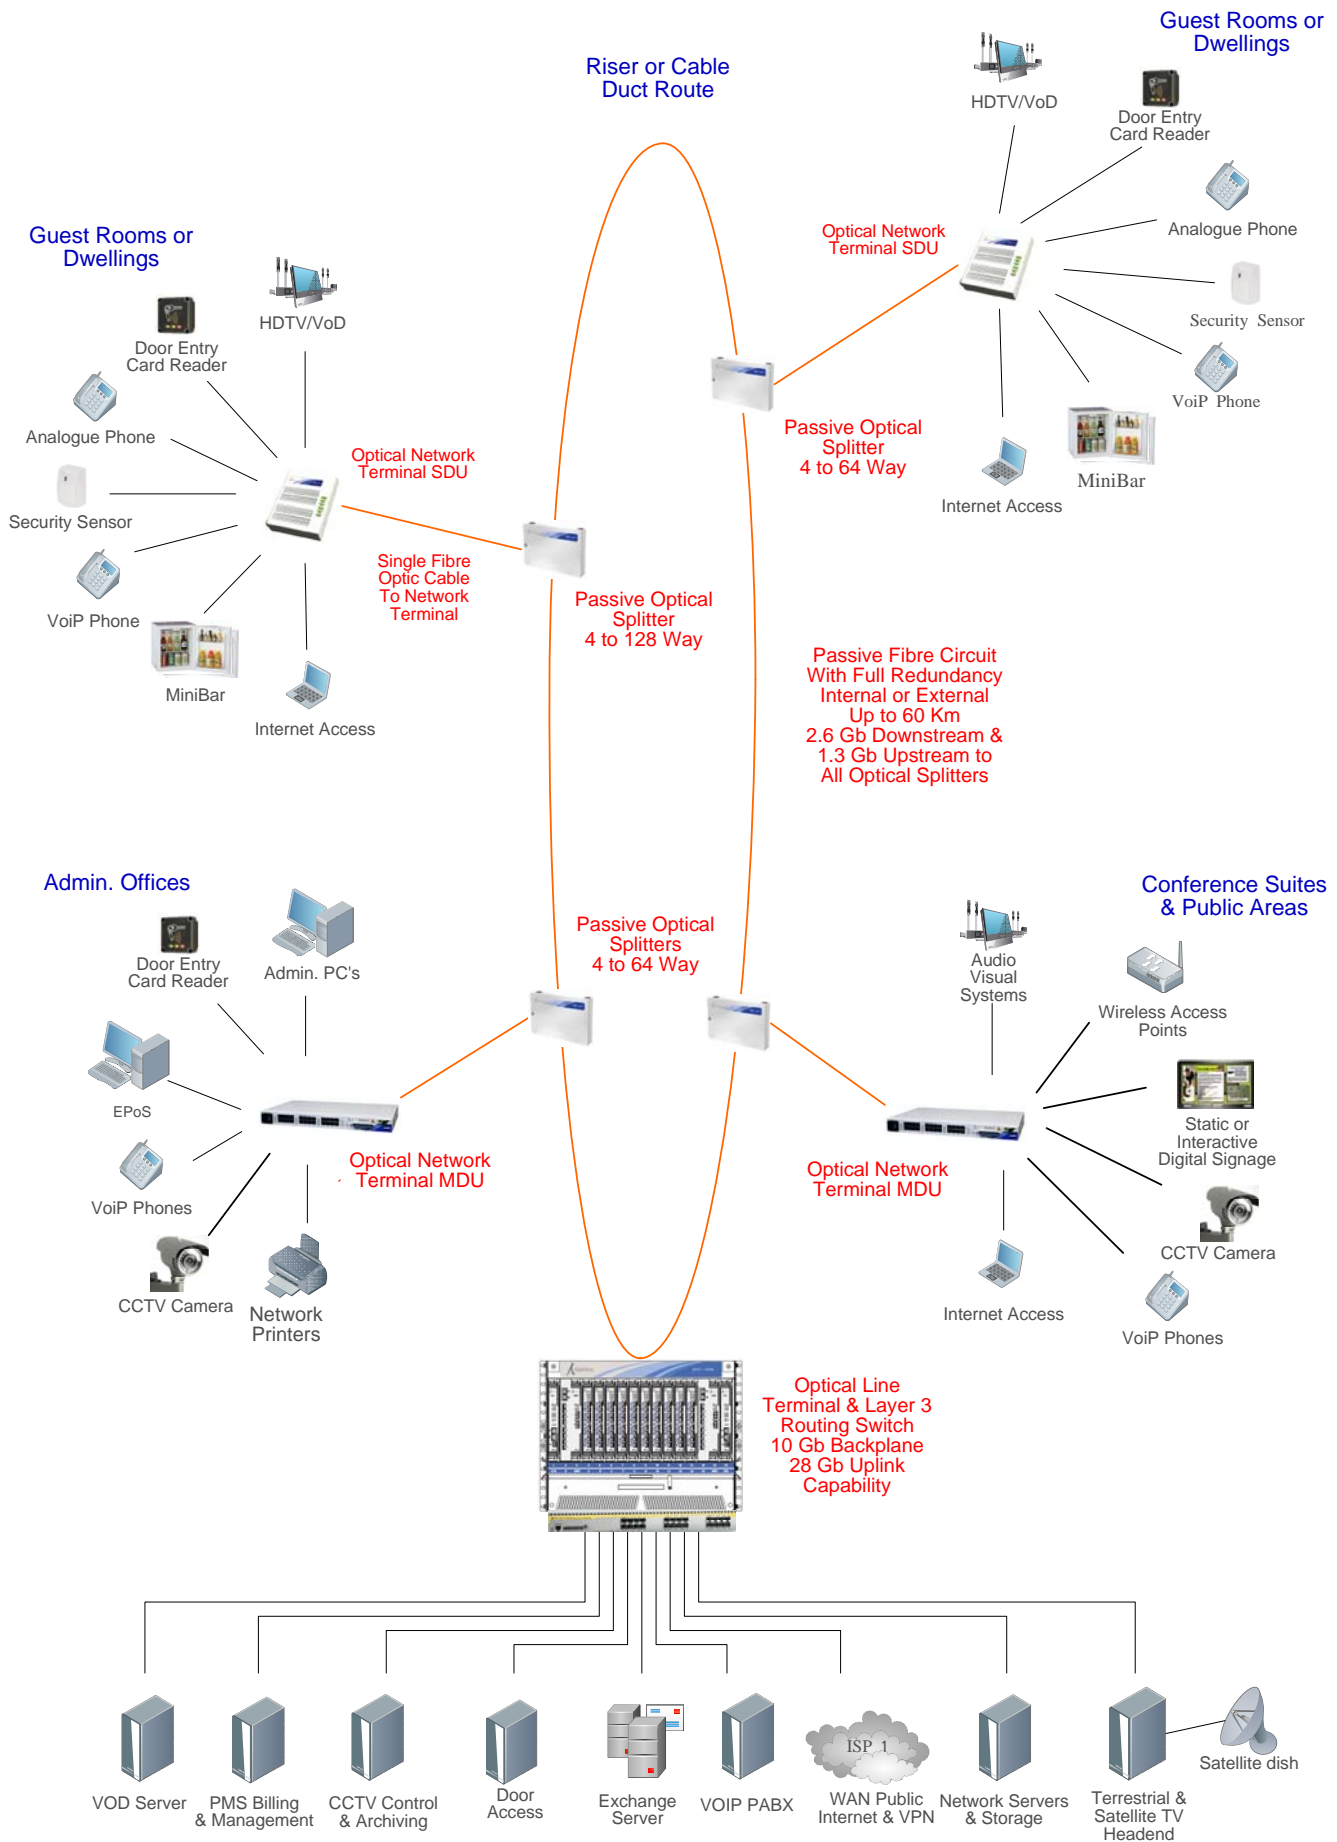 Guest Rooms or
Dwellings
Riser or Cable
Duct Route
HDTV/VoD
Door Entry
Card Reader
Analogue Phone
Optical Network
Terminal SDU
Security Sensor
VoiP Phone
MiniBar
Internet Access
Passive Optical
Splitter
4 to 64 Way
Guest Rooms or
Dwellings
HDTV/VoD
Door Entry
Card Reader
Analogue Phone
Optical Network
Terminal SDU
Security Sensor
VoiP Phone
MiniBar
Internet Access
Single Fibre
Optic Cable
To Network
Terminal
Passive Optical
Splitter
4 to 128 Way
Passive Fibre Circuit
With Full Redundancy
Internal or External
Up to 60 Km
2.6 Gb Downstream &
1.3 Gb Upstream to
All Optical Splitters
Admin. Offices
Door Entry
Card Reader
Admin. PC's
EPoS
VoiP Phones
CCTV Camera
Network
Printers
Optical Network
Terminal MDU
Passive Optical
Splitters
4 to 64 Way
Conference Suites
& Public Areas
Audio
Visual
Systems
Wireless Access
Points
Static or
Interactive
Digital Signage
CCTV Camera
VoiP Phones
Internet Access
Optical Network
Terminal MDU
Optical Line
Terminal & Layer 3
Routing Switch
10 Gb Backplane
28 Gb Uplink
Capability
VOD Server
PMS Billing
& Management
CCTV Control
& Archiving
Door
Access
Exchange
Server
VOIP PABX
ISP 1
WAN Public
Internet & VPN
Network Servers
& Storage
Terrestrial &
Satellite TV
Headend
Satellite dish